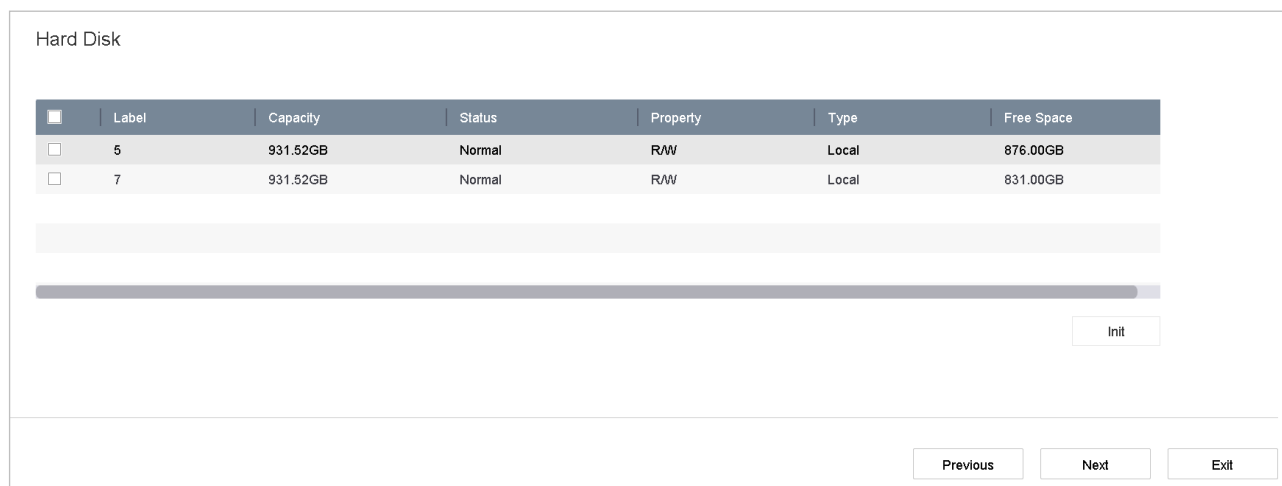 Hard Disk
Label Capacity Status Property Type Free Space
5 931.52GB Normal R/W Local 876.00GB
7 931.52GB Normal R/W Local 831.00GB
Init
Previous Next Exit